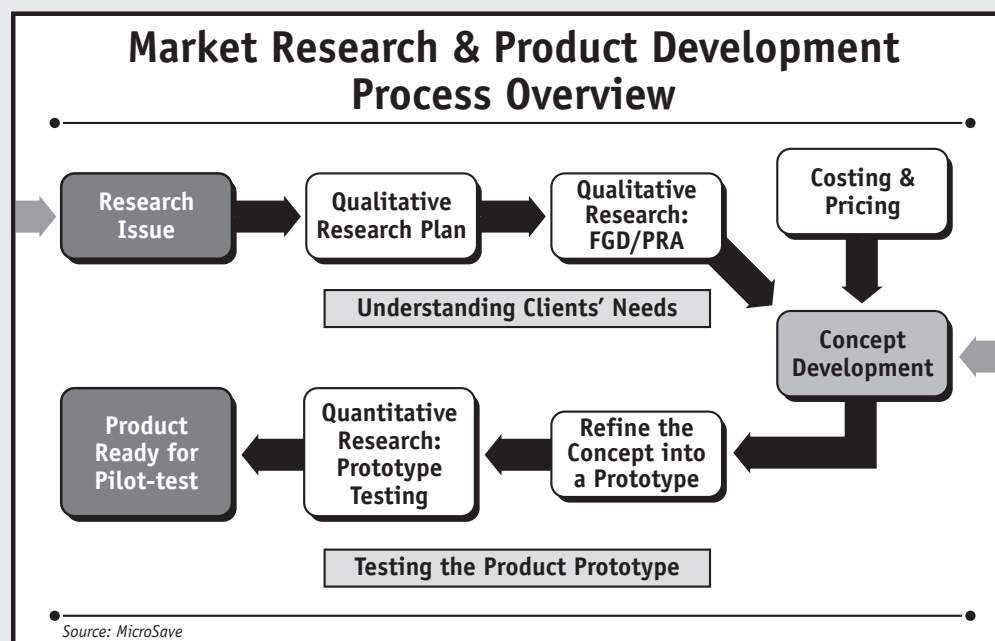 Market Research & Product Development
Process Overview
Research
Issue
Qualitative
Research Plan
Qualitative
Research:
FGD/PRA
Costing &
Pricing
Understanding Clients' Needs
Concept
Development
Refine the
Concept into
a Prototype
Quantitative
Research:
Prototype
Testing
Product
Ready for
Pilot-test
Testing the Product Prototype
Source: MicroSave